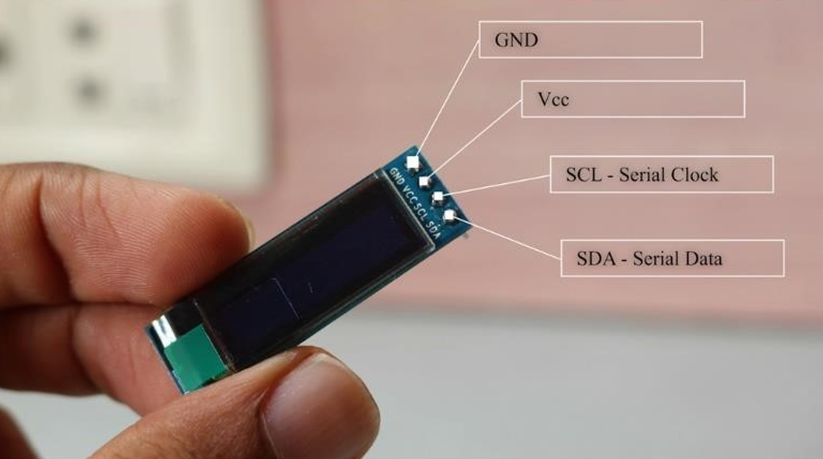 GND
Vcc
SCL - Serial Clock
SDA - Serial Data
GND VCC SCL SDA